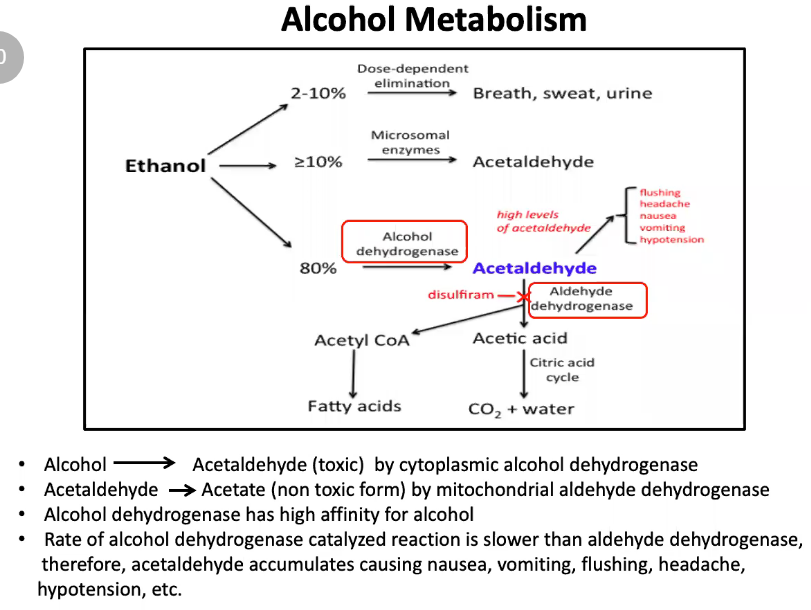 Alcohol Metabolism
0
Dose-dependent
elimination
2-10%
Breath, sweat, urine
Microsomal
enzymes
Ethanol
≥10%
Acetaldehyde
flushing
headache
nausea
vomiting
hypotension
high levels
of acetaldehyde
Alcohol
dehydrogenase
80%
Acetaldehyde
disulfiram
Aldehyde
dehydrogenase
Acetyl CoA
Acetic acid
Citric acid
cycle
Fatty acids
CO₂ + water
• Alcohol → Acetaldehyde (toxic) by cytoplasmic alcohol dehydrogenase
• Acetaldehyde → Acetate (non toxic form) by mitochondrial aldehyde dehydrogenase
• Alcohol dehydrogenase has high affinity for alcohol
• Rate of alcohol dehydrogenase catalyzed reaction is slower than aldehyde dehydrogenase,
therefore, acetaldehyde accumulates causing nausea, vomiting, flushing, headache,
hypotension, etc.